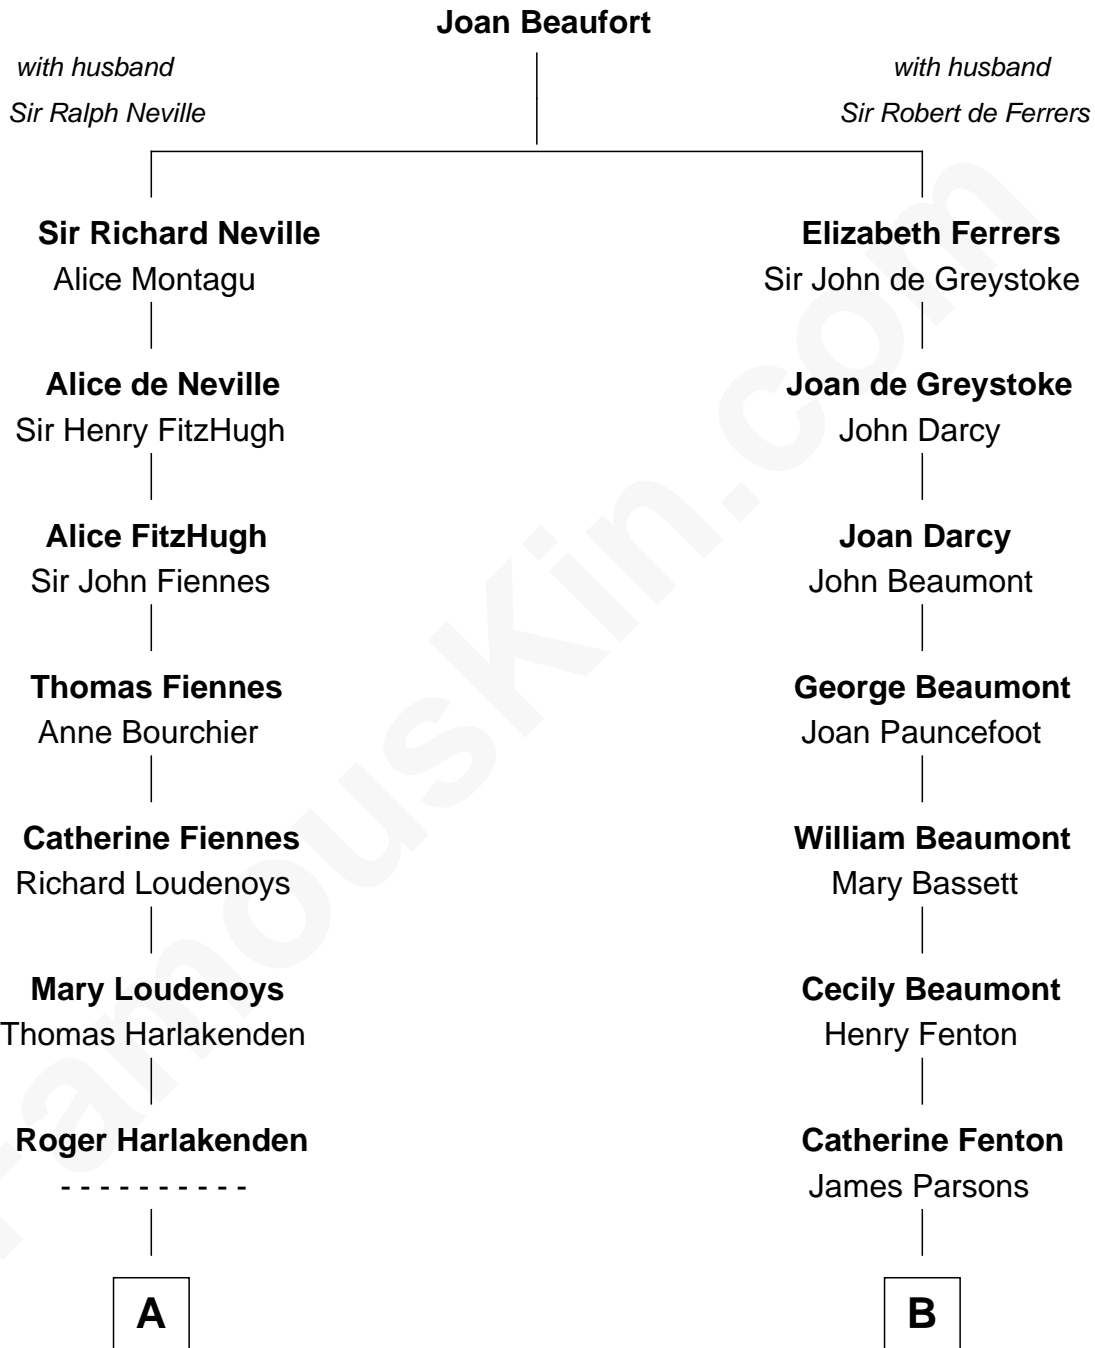 Joan Beaufort
with husband
Sir Ralph Neville
with husband
Sir Robert de Ferrers
Sir Richard Neville
Alice Montagu
Elizabeth Ferrers
Sir John de Greystoke
Alice de Neville
Sir Henry FitzHugh
Joan de Greystoke
John Darcy
Alice FitzHugh
Sir John Fiennes
Joan Darcy
John Beaumont
Thomas Fiennes
Anne Bourchier
George Beaumont
Joan Pauncefoot
Catherine Fiennes
Richard Loudenoys
William Beaumont
Mary Bassett
Mary Loudenoys
Thomas Harlakenden
Cecily Beaumont
Henry Fenton
Roger Harlakenden
- - - - - - - - - -
Catherine Fenton
James Parsons
A
B
FamousKin.com